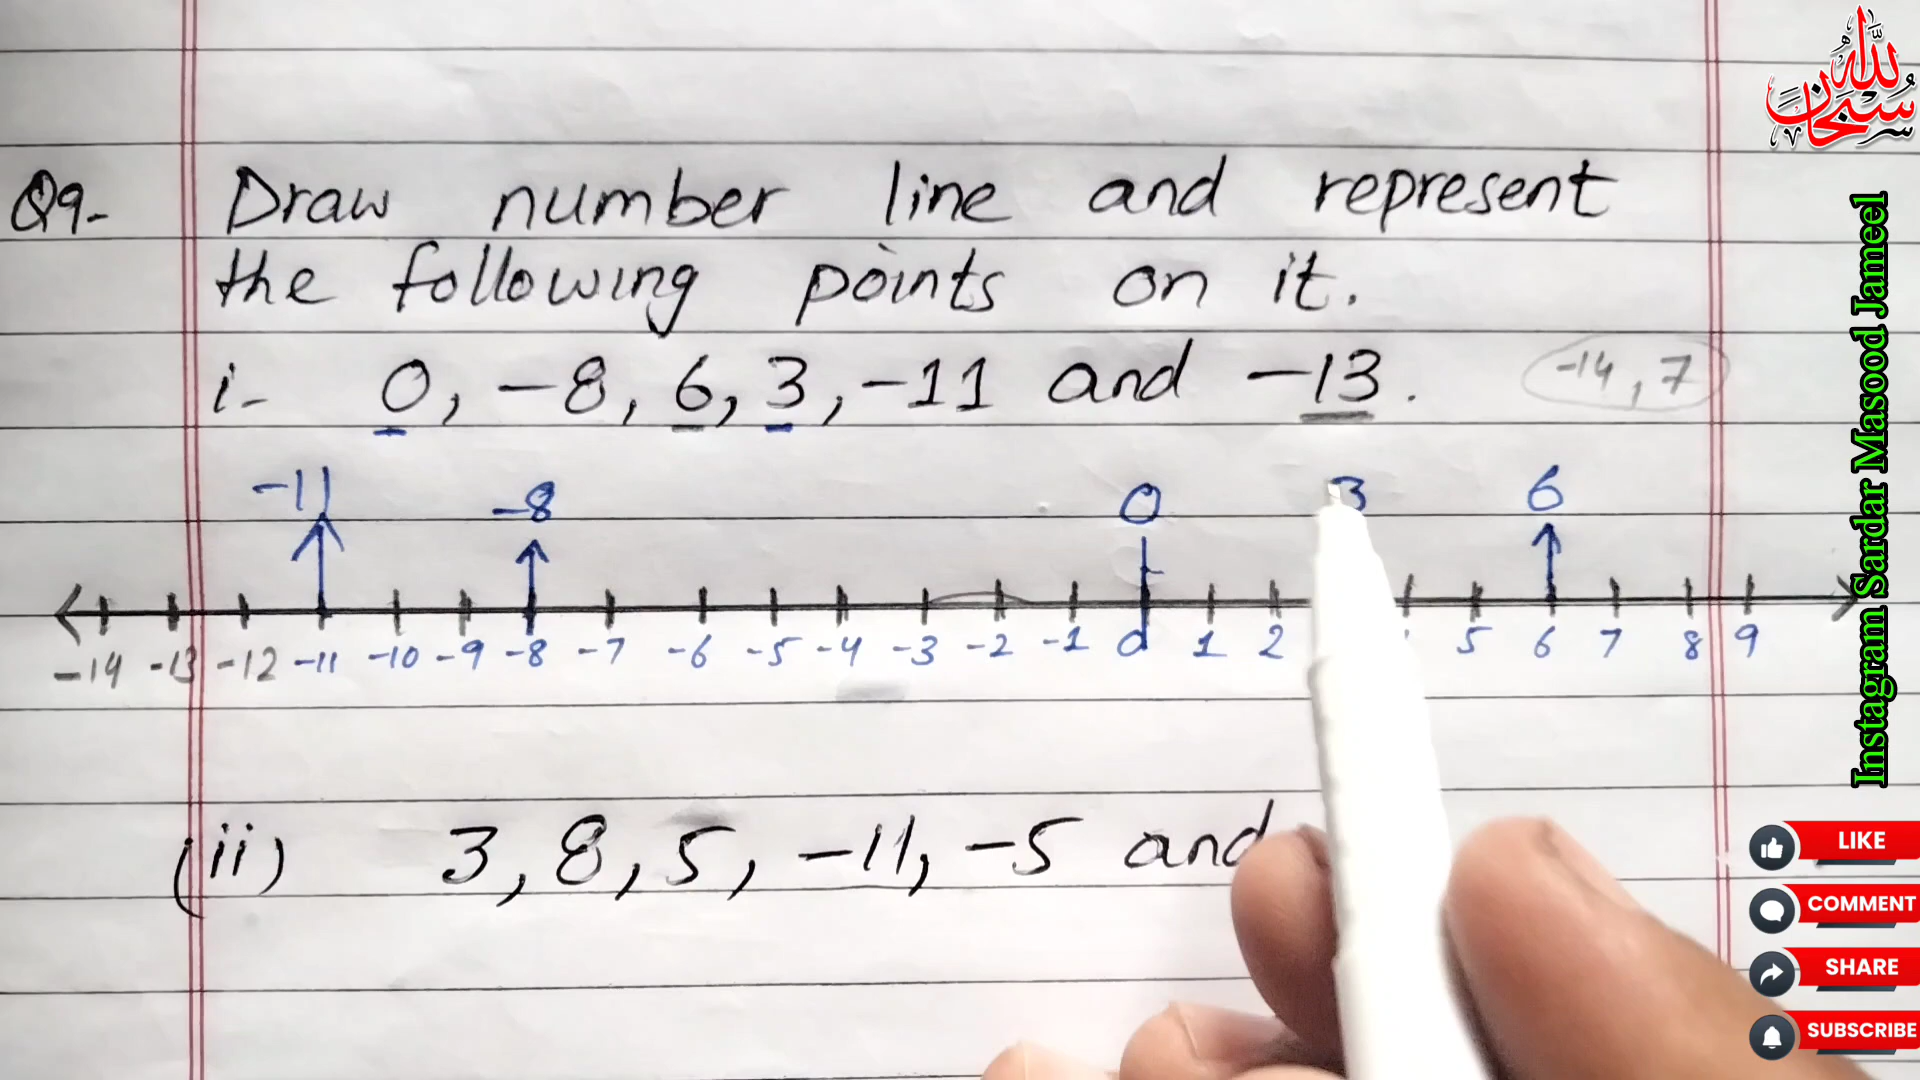 Q9- Draw number line and represent
the following points on it.
i- 0, -8, 6, 3, -11 and -13. -14, 7
-11 -8 0 3 6
-14 -13 -12 -11 -10 -9 -8 -7 -6 -5 -4 -3 -2 -1 0 1 2 5 6 7 8 9
(ii) 3, 8, 5, -11, -5 and
سبحان الله
Instagram Sardar Masood Jameel
LIKE
COMMENT
SHARE
SUBSCRIBE